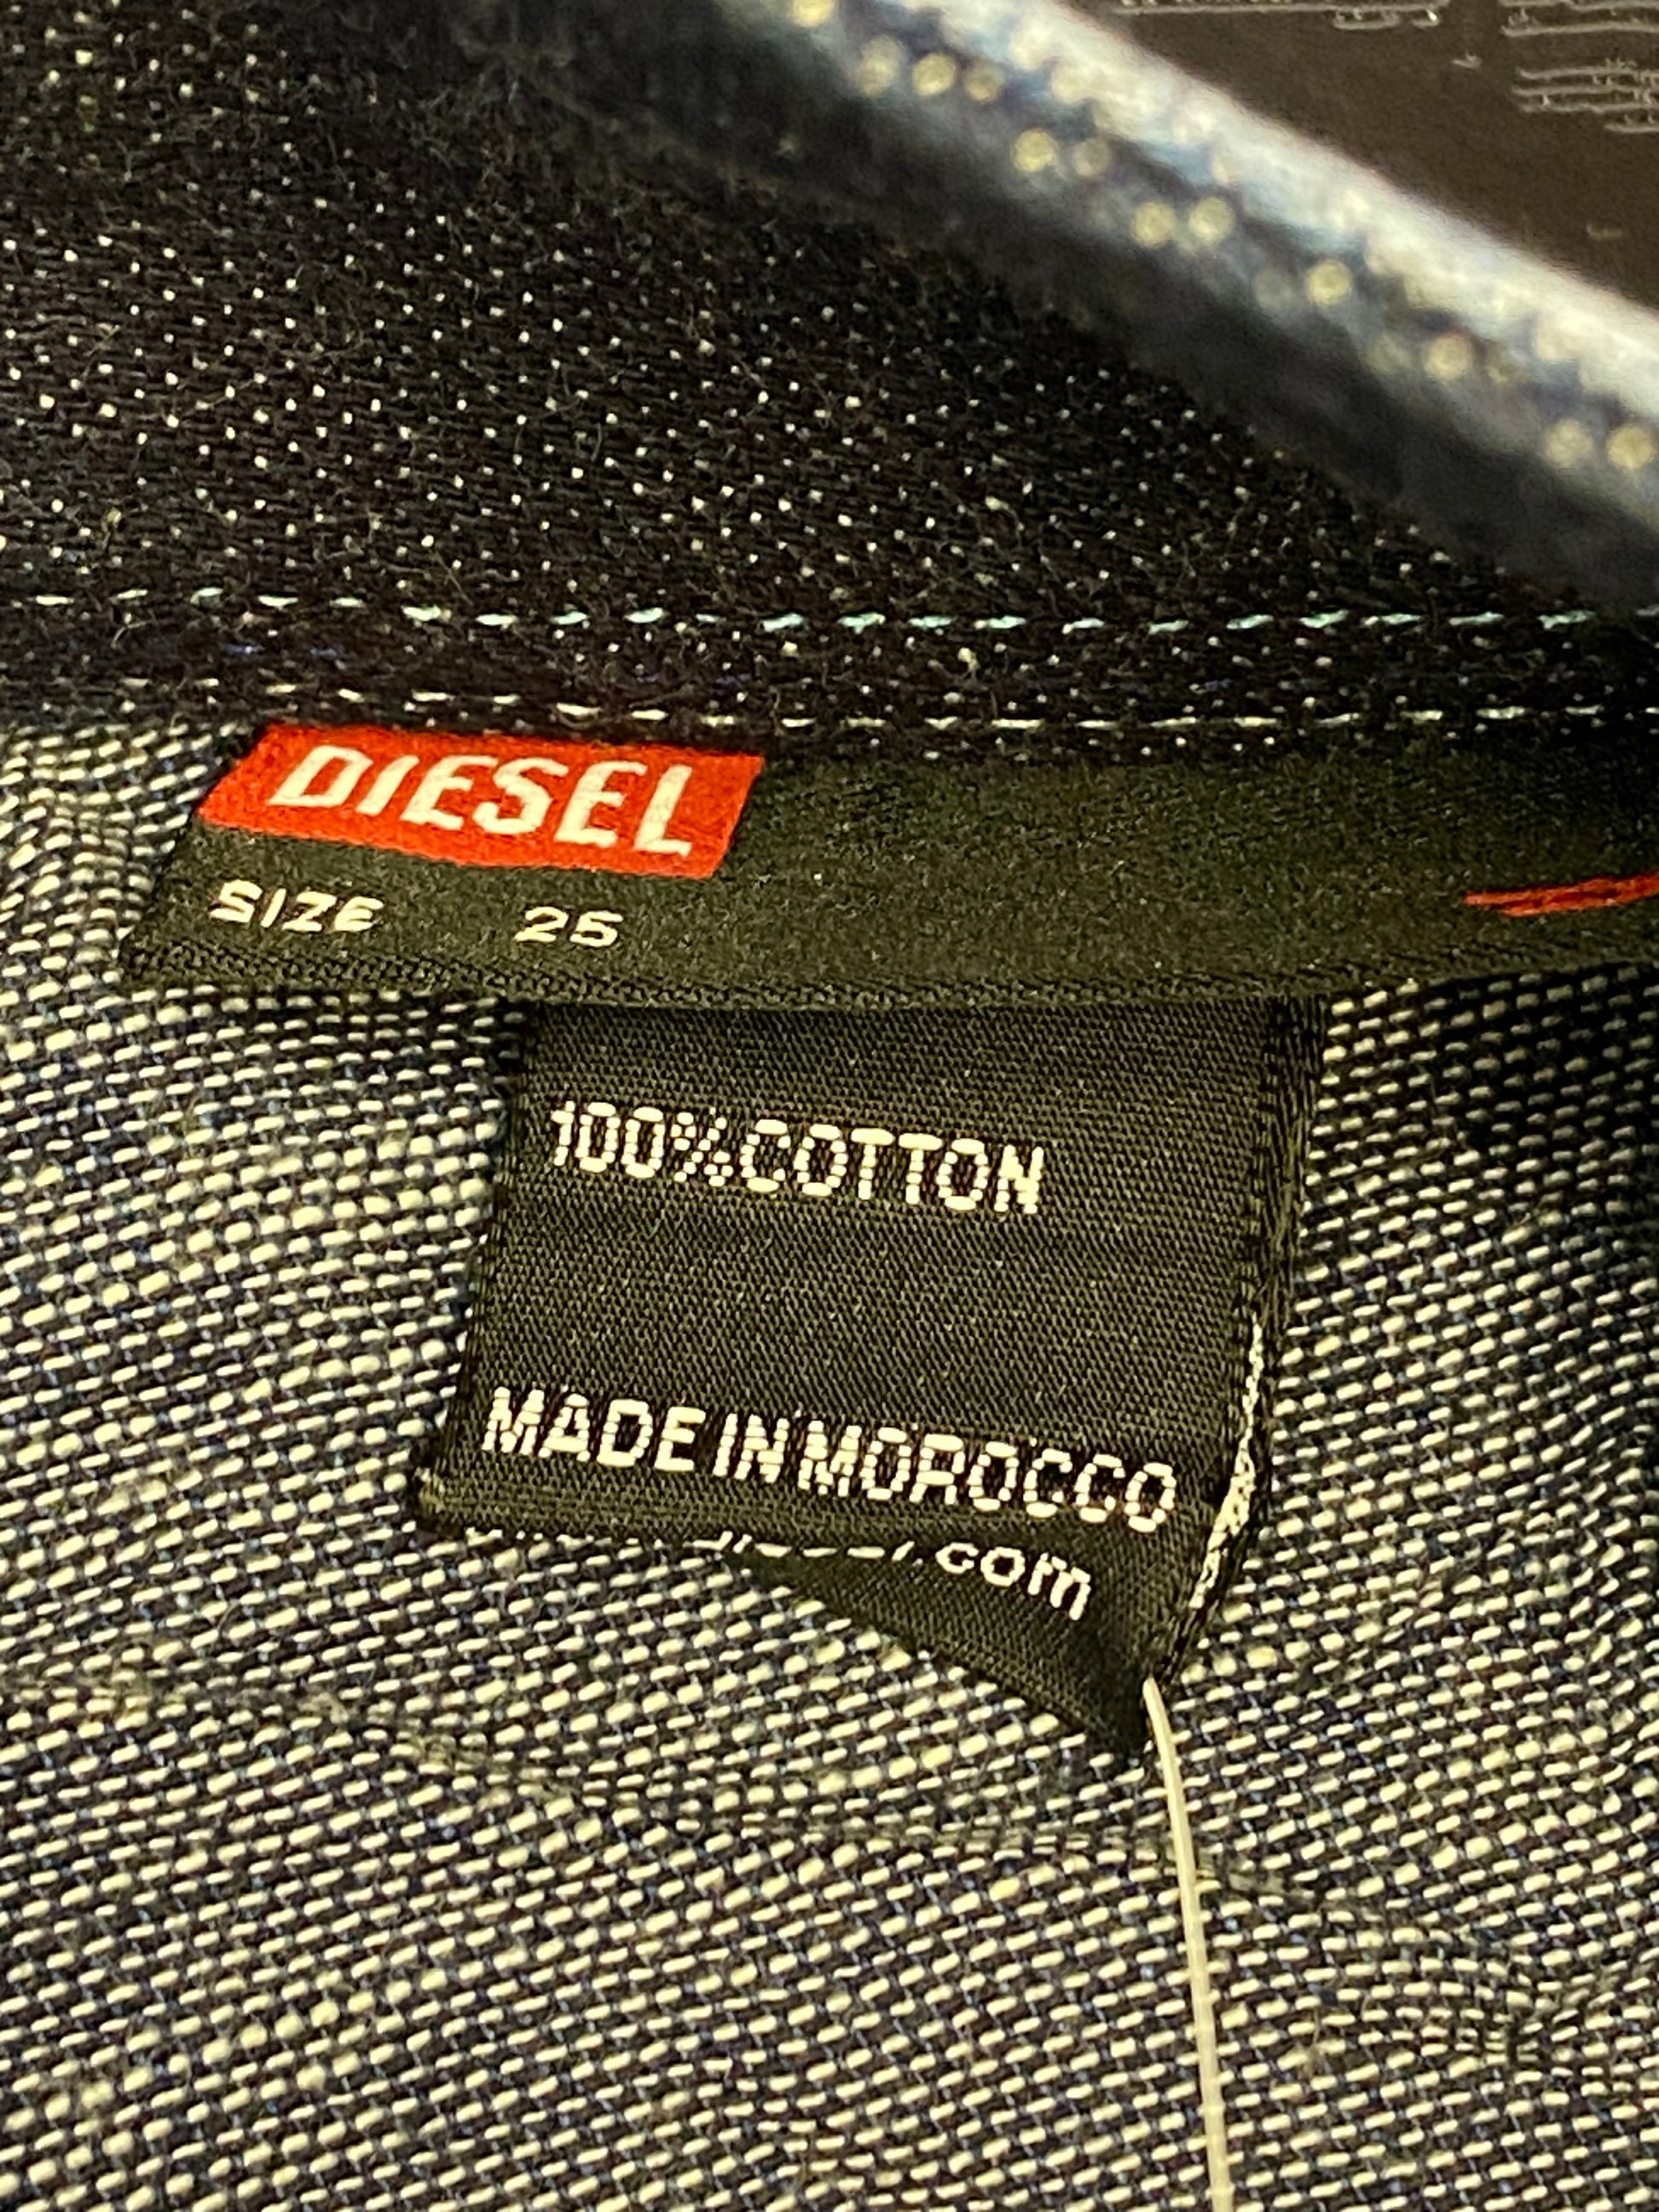 DIESEL
SIZE 25
100%COTTON
MADE IN MOROCCO
.com